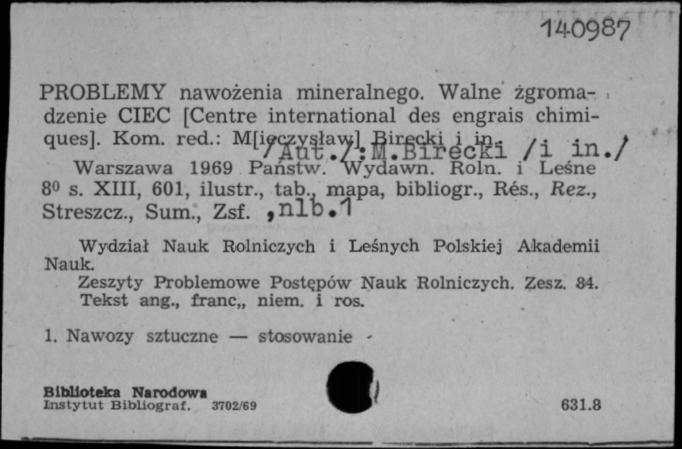 140987
PROBLEMY nawożenia mineralnego. Walne zgroma-
dzenie CIEC [Centre international des engrais chimi-
ques]. Kom. red.: M[ieczysław] Birecki i in.
/Aut./:M.Birecki /i in./
Warszawa 1969 Państw. Wydawn. Roln. i Leśne
8⁰ s. XIII, 601, ilustr., tab., mapa, bibliogr., Rés., Rez.,
Streszcz., Sum., Zsf. ,nlb.1
Wydział Nauk Rolniczych i Leśnych Polskiej Akademii
Nauk.
Zeszyty Problemowe Postępów Nauk Rolniczych. Zesz. 84.
Tekst ang., franc„ niem. i ros.
1. Nawozy sztuczne — stosowanie -
Biblioteka Narodowa
Instytut Bibliograf. 3702/69
631.8